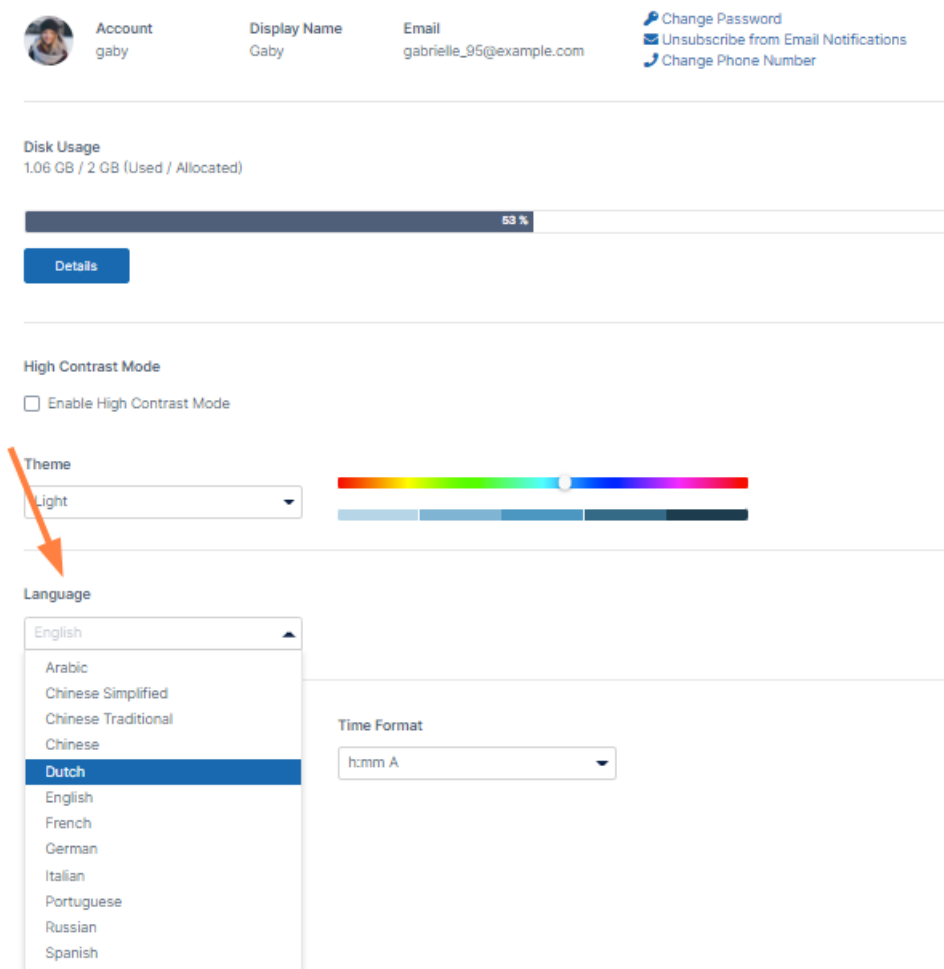 Account
gaby
Display Name
Gaby
Email
gabrielle_95@example.com
Change Password
Unsubscribe from Email Notifications
Change Phone Number
Disk Usage
1.06 GB / 2 GB (Used / Allocated)
53 %
Details
High Contrast Mode
Enable High Contrast Mode
Theme
Light
Language
English
Arabic
Chinese Simplified
Chinese Traditional
Chinese
Dutch
English
French
German
Italian
Portuguese
Russian
Spanish
Time Format
h:mm A